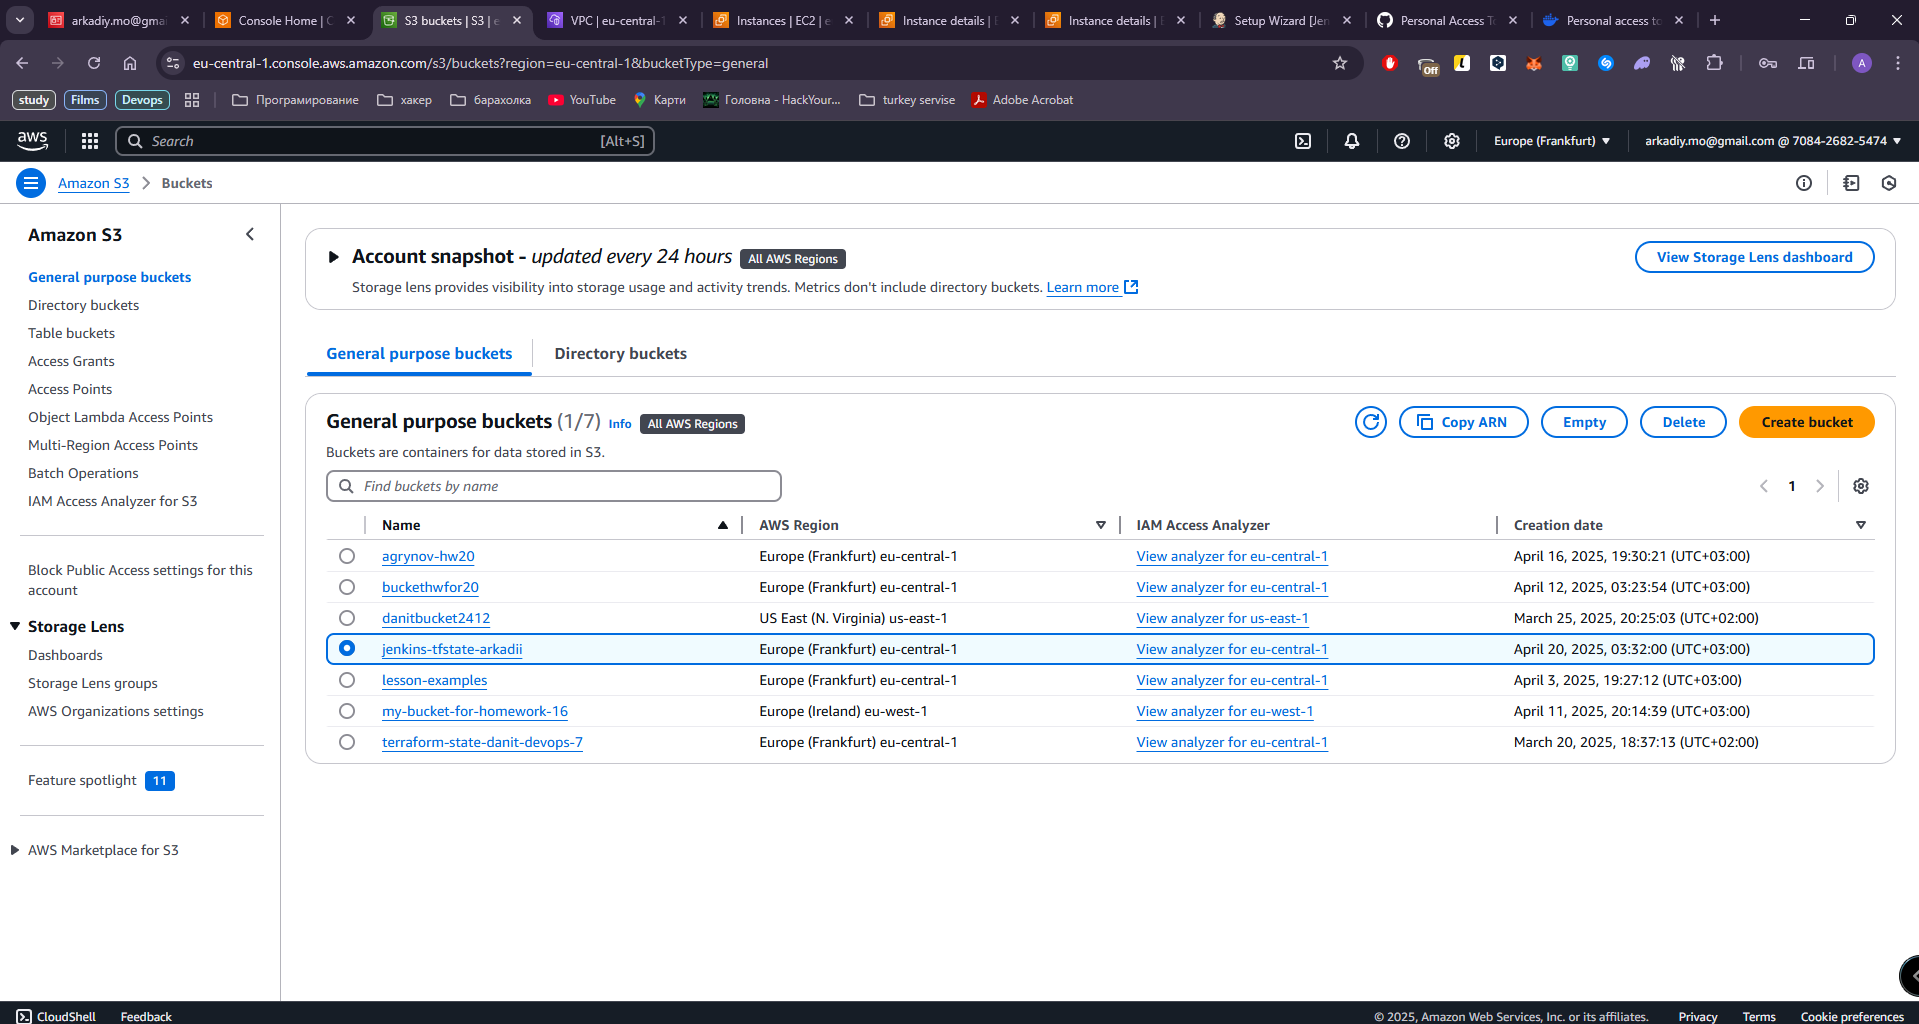 arkadiy.mo@gmai
Console Home | C
S3 buckets | S3 | e
VPC | eu-central-1
Instances | EC2 | e
Instance details | E
Instance details | E
Setup Wizard [Jen
Personal Access To
Personal access to
eu-central-1.console.aws.amazon.com/s3/buckets?region=eu-central-1&bucketType=general
Off
A
study
Films
Devops
Програмирование
хакер
барахолка
YouTube
Карти
Головна - HackYour...
turkey servise
Adobe Acrobat
aws
Search
[Alt+S]
Europe (Frankfurt)
arkadiy.mo@gmail.com @ 7084-2682-5474
Amazon S3
Buckets
Amazon S3
General purpose buckets
Directory buckets
Table buckets
Access Grants
Access Points
Object Lambda Access Points
Multi-Region Access Points
Batch Operations
IAM Access Analyzer for S3
Block Public Access settings for this
account
Storage Lens
Dashboards
Storage Lens groups
AWS Organizations settings
Feature spotlight 11
AWS Marketplace for S3
Account snapshot - updated every 24 hours All AWS Regions
Storage lens provides visibility into storage usage and activity trends. Metrics don't include directory buckets. Learn more
View Storage Lens dashboard
General purpose buckets
Directory buckets
General purpose buckets (1/7) Info All AWS Regions
Buckets are containers for data stored in S3.
Copy ARN
Empty
Delete
Create bucket
Find buckets by name
1
Name AWS Region IAM Access Analyzer Creation date
agrynov-hw20 Europe (Frankfurt) eu-central-1 View analyzer for eu-central-1 April 16, 2025, 19:30:21 (UTC+03:00)
buckethwfor20 Europe (Frankfurt) eu-central-1 View analyzer for eu-central-1 April 12, 2025, 03:23:54 (UTC+03:00)
danitbucket2412 US East (N. Virginia) us-east-1 View analyzer for us-east-1 March 25, 2025, 20:25:03 (UTC+02:00)
jenkins-tfstate-arkadii Europe (Frankfurt) eu-central-1 View analyzer for eu-central-1 April 20, 2025, 03:32:00 (UTC+03:00)
lesson-examples Europe (Frankfurt) eu-central-1 View analyzer for eu-central-1 April 3, 2025, 19:27:12 (UTC+03:00)
my-bucket-for-homework-16 Europe (Ireland) eu-west-1 View analyzer for eu-west-1 April 11, 2025, 20:14:39 (UTC+03:00)
terraform-state-danit-devops-7 Europe (Frankfurt) eu-central-1 View analyzer for eu-central-1 March 20, 2025, 18:37:13 (UTC+02:00)
CloudShell
Feedback
© 2025, Amazon Web Services, Inc. or its affiliates.
Privacy
Terms
Cookie preferences